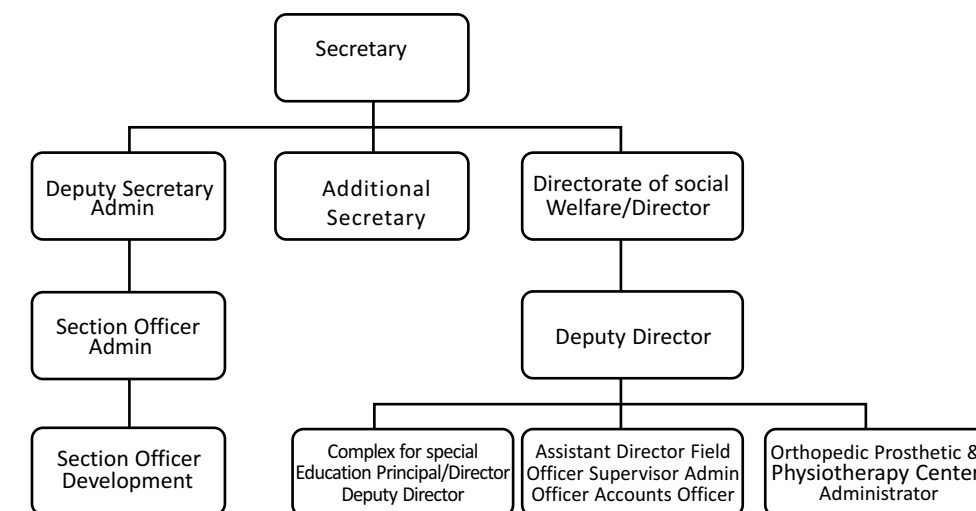 Secretary
Deputy Secretary
Admin
Additional
Secretary
Directorate of social
Welfare/Director
Section Officer
Admin
Deputy Director
Section Officer
Development
Complex for special
Education Principal/Director
Deputy Director
Assistant Director Field
Officer Supervisor Admin
Officer Accounts Officer
Orthopedic Prosthetic &
Physiotherapy Center
Administrator